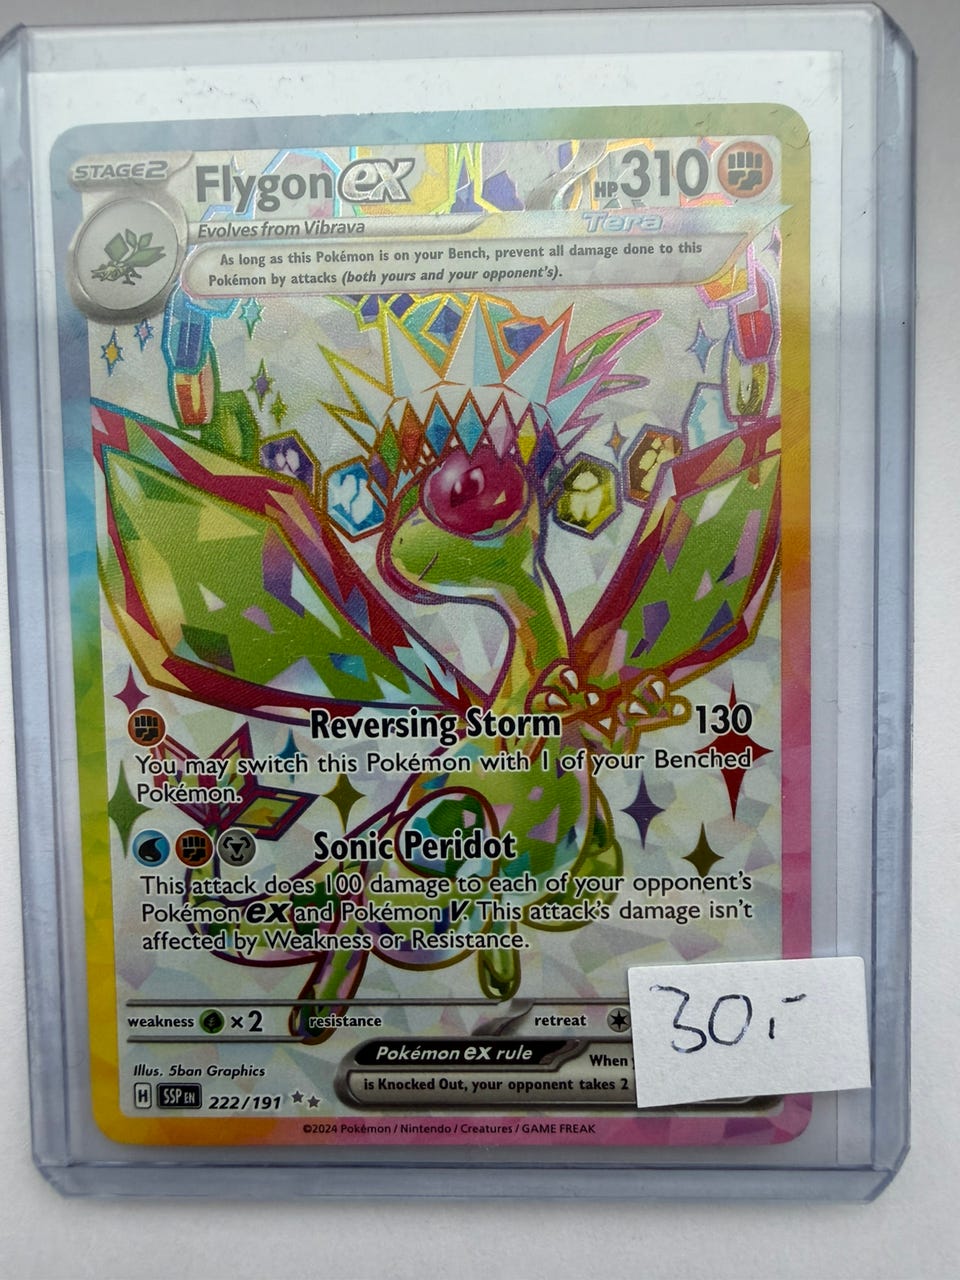 STAGE2
Flygon ex
HP 310
Evolves from Vibrava
Tera
As long as this Pokémon is on your Bench, prevent all damage done to this
Pokémon by attacks (both yours and your opponent's).
Reversing Storm 130
You may switch this Pokémon with 1 of your Benched
Pokémon.
Sonic Peridot
This attack does 100 damage to each of your opponent's
Pokémon ex and Pokémon V. This attack's damage isn't
affected by Weakness or Resistance.
weakness ×2 resistance retreat
30,-
Pokémon ex rule
When
is Knocked Out, your opponent takes 2
Illus. 5ban Graphics
H SSP EN 222/191
©2024 Pokémon / Nintendo / Creatures / GAME FREAK